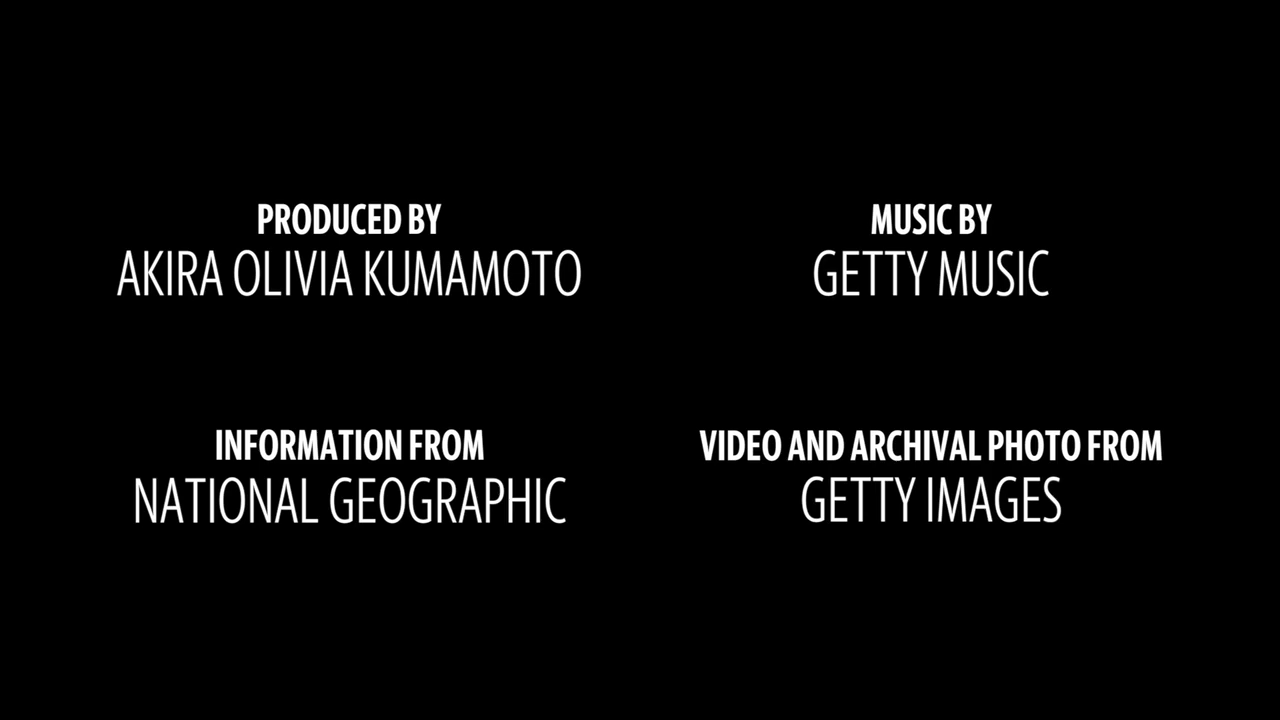 PRODUCED BY
AKIRA OLIVIA KUMAMOTO
MUSIC BY
GETTY MUSIC
INFORMATION FROM
NATIONAL GEOGRAPHIC
VIDEO AND ARCHIVAL PHOTO FROM
GETTY IMAGES